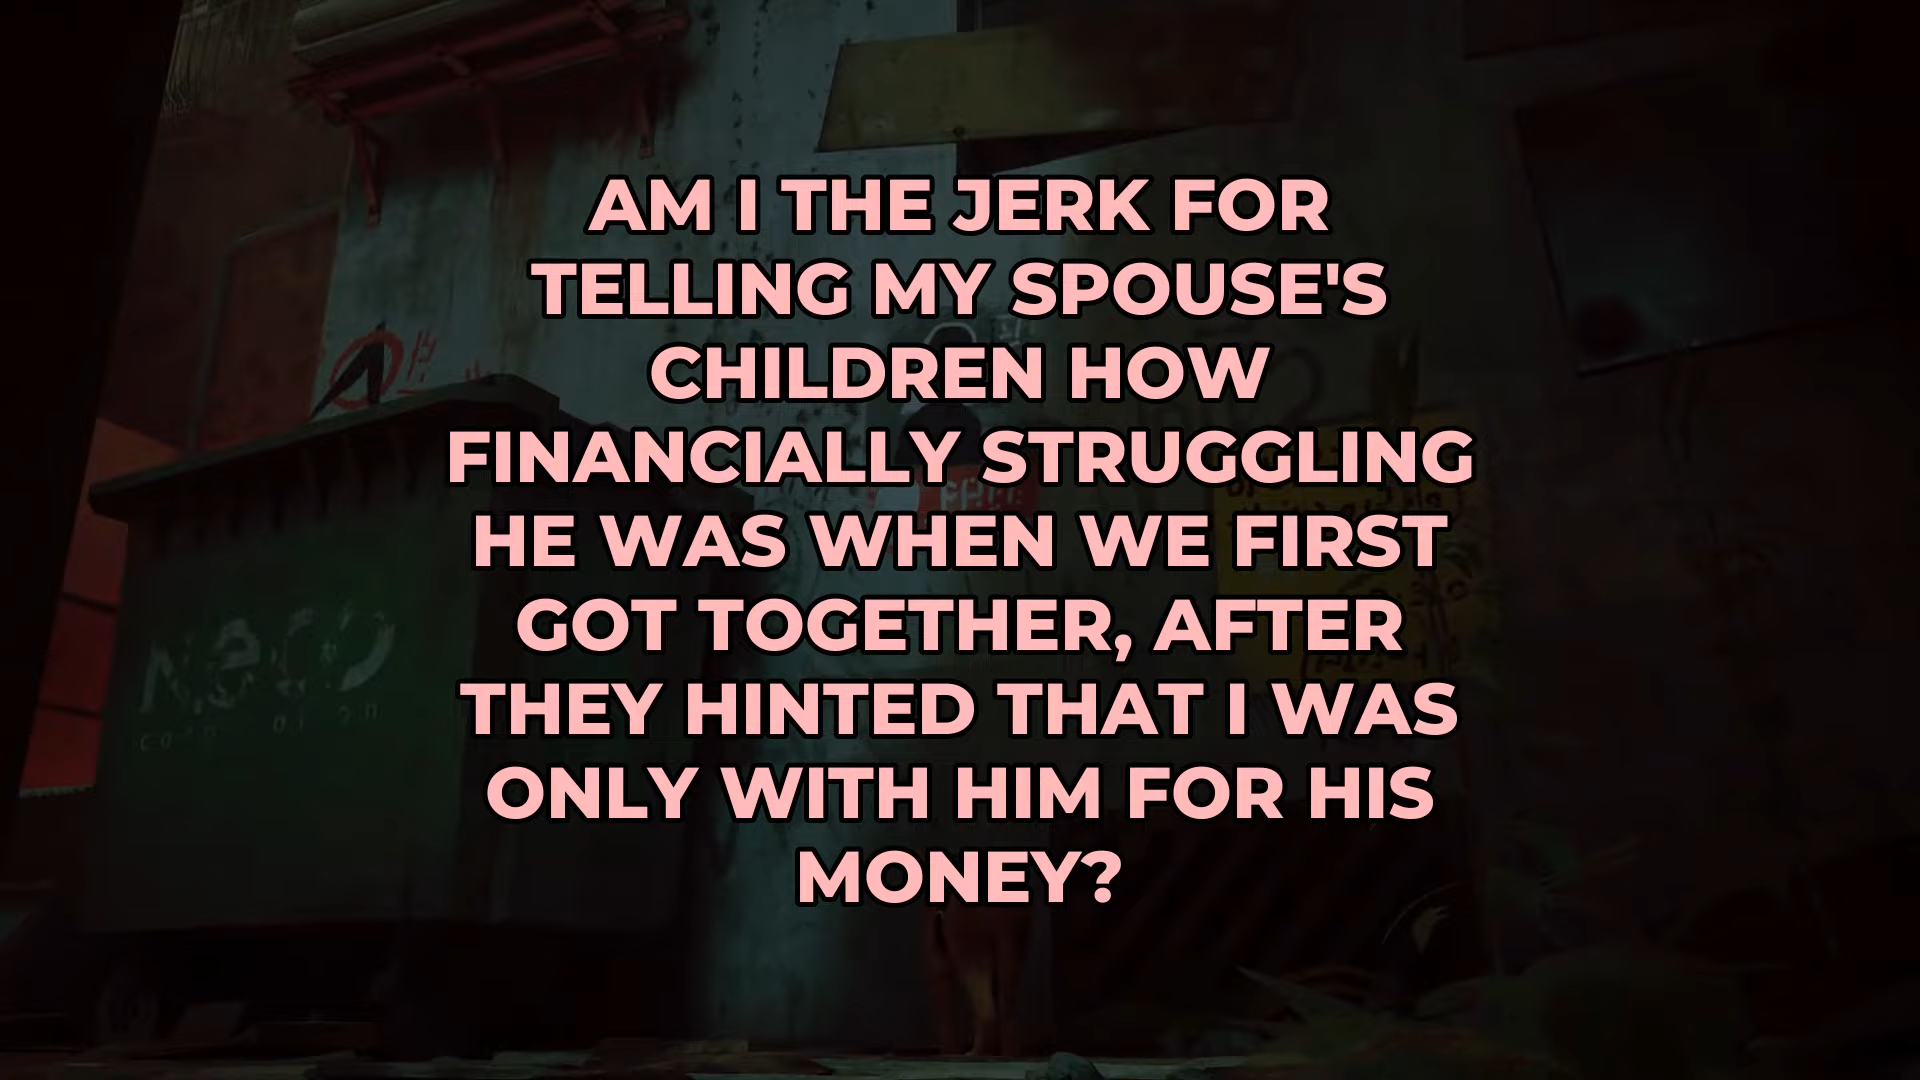 AM I THE JERK FOR
TELLING MY SPOUSE'S
CHILDREN HOW
FINANCIALLY STRUGGLING
HE WAS WHEN WE FIRST
GOT TOGETHER, AFTER
THEY HINTED THAT I WAS
ONLY WITH HIM FOR HIS
MONEY?